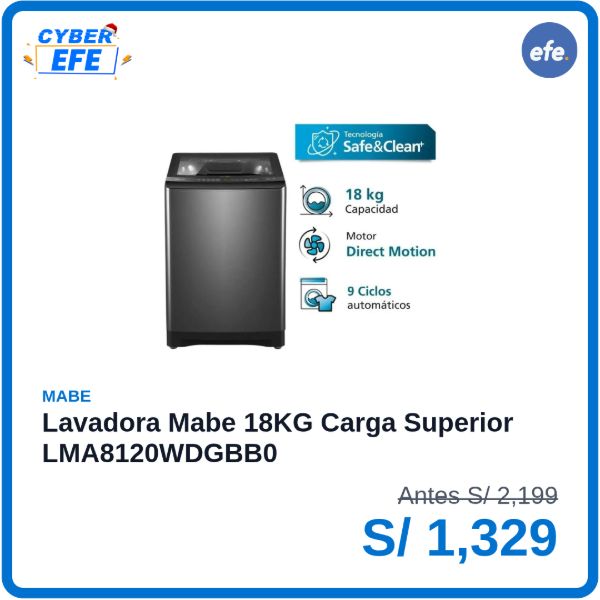 CYBER
EFE
efe.
Tecnología
Safe&Clean+
18 kg
Capacidad
Motor
Direct Motion
9 Ciclos
automáticos
MABE
Lavadora Mabe 18KG Carga Superior
LMA8120WDGBB0
Antes S/ 2,199
S/ 1,329